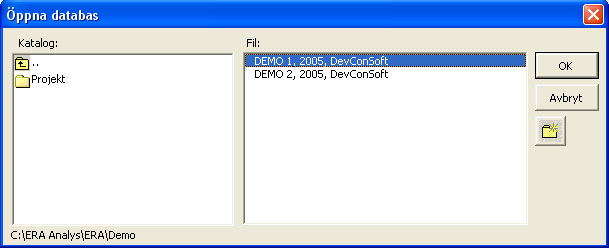 Öppna databas
Katalog:
Fil:
..
Projekt
DEMO 1, 2005, DevConSoft
DEMO 2, 2005, DevConSoft
OK
Avbryt
C:\ERA Analys\ERA\Demo